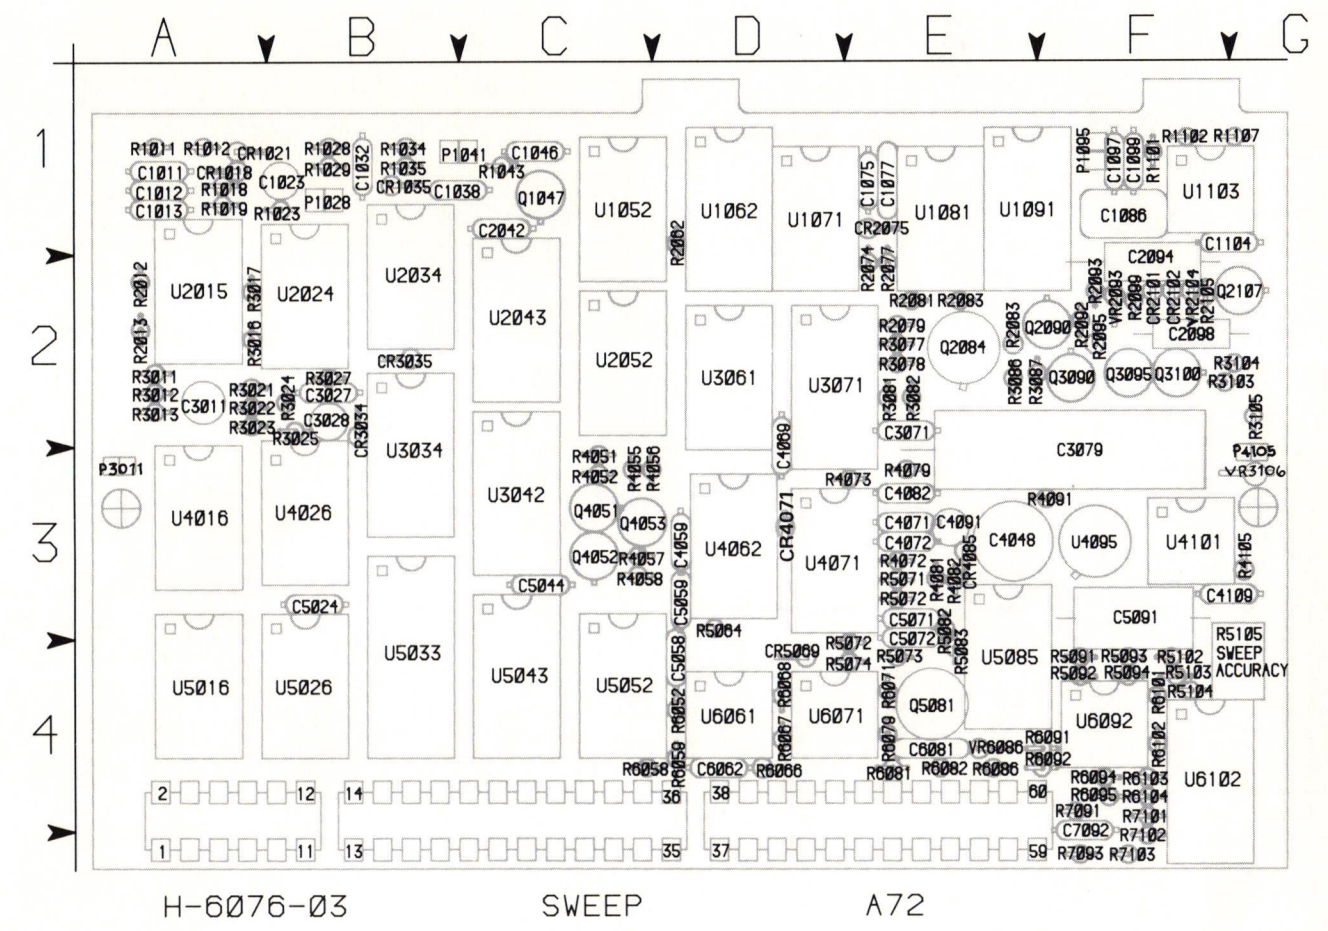 A B C D E F G
1
R1011 R1012 CR1021 R1028 C1032 R1034 P1041 C1046 P1095 C1097 C1099 R1101 R1102 R1107
C1011 CR1018 R1029 R1035 R1043
C1012 R1018 C1023 CR1035 C1038 Q1047 C1075 C1077 U1103
C1013 R1019 R1023 P1028 U1052 U1062 U1071 U1081 U1091 C1086
C2042 R2062 CR2075 C1104
2
R2012 U2015 R3017 U2024 U2034 U2043 R2074 R2077 C2094
R2093 VR2093 R2099 CR2101 CR2102 VR2104 R2105 Q2107
R2013 R3016 R2081 R2083 R2083 Q2090 R2092 R2095 C2098
CR3035 U2052 U3061 U3071 R2079 R3077 R3078 Q2084
R3011 R3012 R3013 C3011 R3021 R3022 R3023 R3024 R3027 C3027 C3028 R3025 CR3034
R3081 R3082 R3086 R3087 Q3090 Q3095 Q3100 R3104 R3103 R3105
U3034 C4069 C3071 C3079 P4105 VR3106
3
P3011 U4016 U4026 U3042 R4051 R4052 R4055 R4056 R4073 R4079 C4082 R4091
Q4051 Q4053 Q4052 R4057 R4058 C4059 U4062 CR4071 U4071
C4071 C4072 C4091 C4048 U4095 U4101 R4105
R4072 R5071 R5072 R4081 R4082 CR4085
C5024 C5044 C5059 C5071 C5072 R5082 R5083 C5091 C4109
R5064 CR5069 R5072 R5074 R5073
4
U5016 U5026 U5033 U5043 U5052 C5058 U5085
R5091 R5093 R5102 R5092 R5094 R5103 R5104
R5105
SWEEP
ACCURACY
R6052 U6061 R6068 R6067 U6071 R6071 R6079 Q5081 U6092 R6101 R6102 U6102
R6058 R6059 C6062 R6066 C6081 R6081 R6082 VR6086 R6086 R6091 R6092
R6094 R6103 R6095 R6104
R7091 R7101 C7092 R7102
R7093 R7103
2 12 14 36 38 60
1 11 13 35 37 59
H-6076-03 SWEEP A72